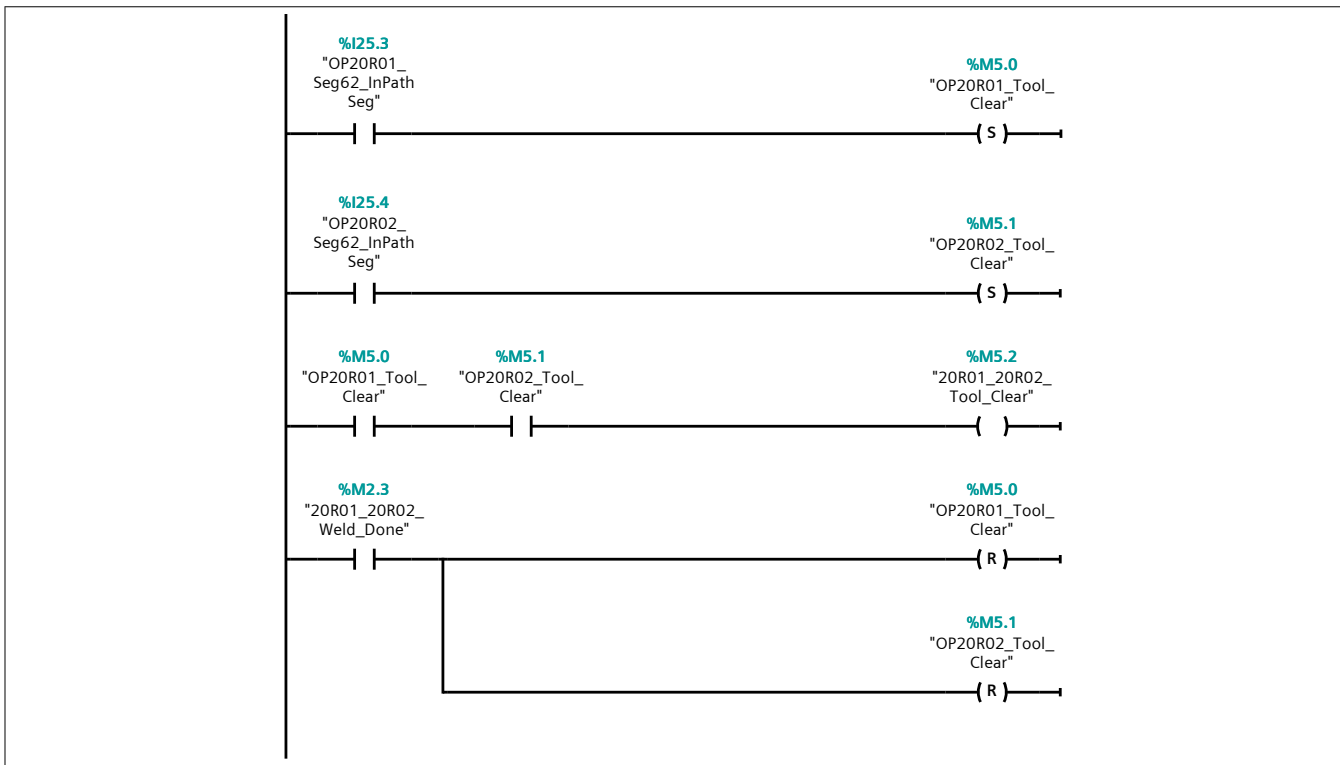 %I25.3
"OP20R01_
Seg62_InPath
Seg"
%M5.0
"OP20R01_Tool_
Clear"
S
%I25.4
"OP20R02_
Seg62_InPath
Seg"
%M5.1
"OP20R02_Tool_
Clear"
S
%M5.0
"OP20R01_Tool_
Clear"
%M5.1
"OP20R02_Tool_
Clear"
%M5.2
"20R01_20R02_
Tool_Clear"
%M2.3
"20R01_20R02_
Weld_Done"
%M5.0
"OP20R01_Tool_
Clear"
R
%M5.1
"OP20R02_Tool_
Clear"
R